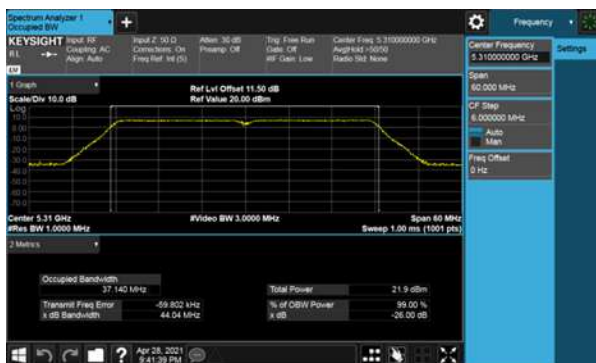 Spectrum Analyzer 1
Occupied BW
Frequency
KEYSIGHT
Input: RF
Coupling: AC
Align: Auto
Input Z: 50 Ω
Corrections: On
Freq Ref: Int (S)
Atten: 30 dB
Preamp: Off
Trig: Free Run
Gate: Off
#IF Gain: Low
Center Freq: 5.310000000 GHz
Avg|Hold:>50/50
Radio Std: None
Center Frequency
5.310000000 GHz
Settings
Span
60.000 MHz
CF Step
6.000000 MHz
Auto
Man
Freq Offset
0 Hz
1 Graph
Scale/Div 10.0 dB
Ref Lvl Offset 11.50 dB
Ref Value 20.00 dBm
Log
Center 5.31 GHz
#Res BW 1.0000 MHz
#Video BW 3.0000 MHz
Span 60 MHz
Sweep 1.00 ms (1001 pts)
2 Metrics
Occupied Bandwidth
37.140 MHz
Total Power
21.9 dBm
Transmit Freq Error
-59.802 kHz
% of OBW Power
99.00 %
x dB Bandwidth
44.04 MHz
x dB
-26.00 dB
Apr 28, 2021
9:41:39 PM